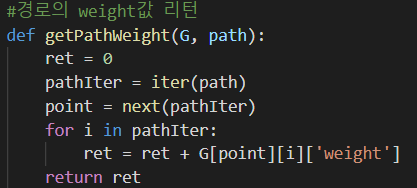 #경로의 weight값 리턴
def getPathWeight(G, path):
    ret = 0
    pathIter = iter(path)
    point = next(pathIter)
    for i in pathIter:
        ret = ret + G[point][i]['weight']
    return ret